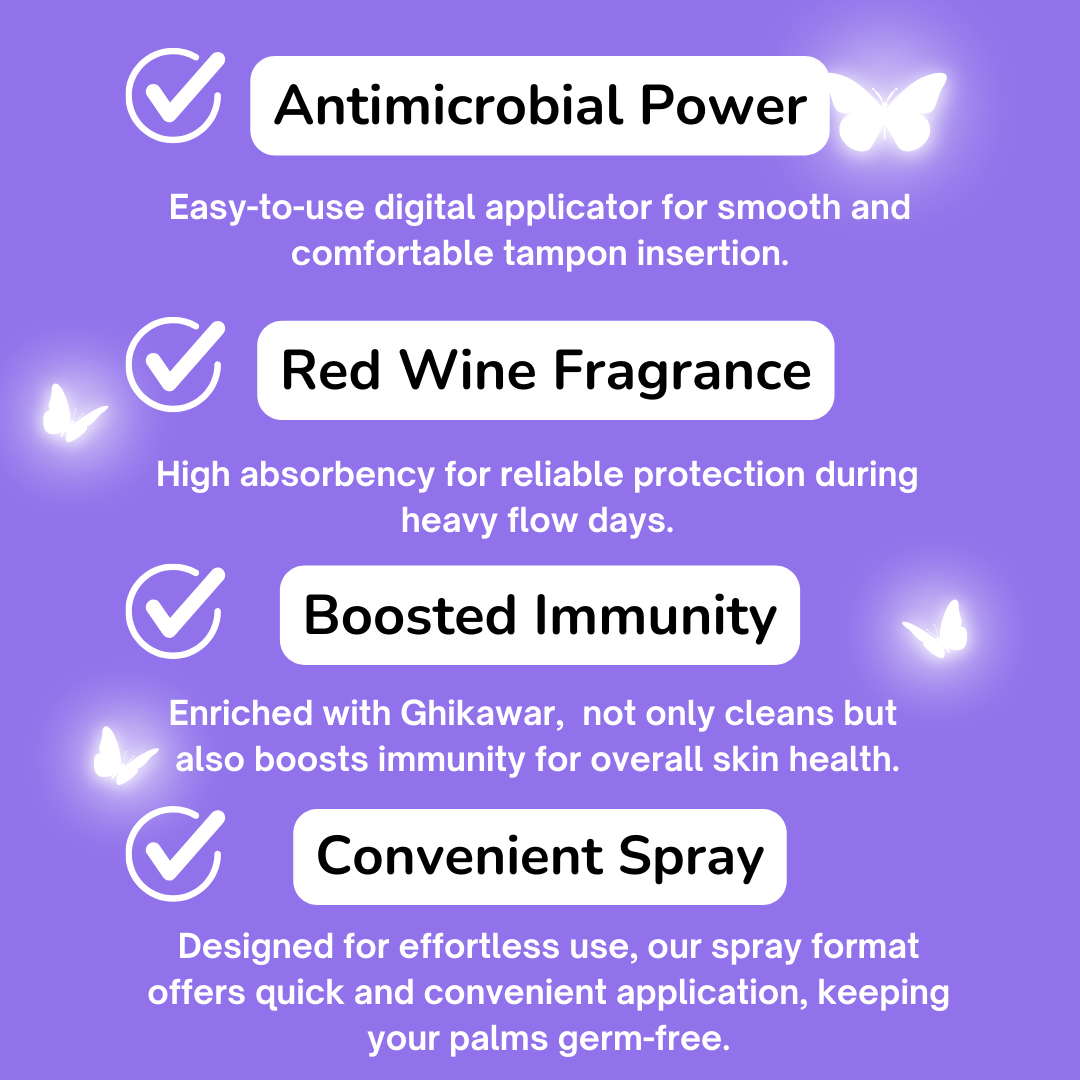 Antimicrobial Power
Easy-to-use digital applicator for smooth and
comfortable tampon insertion.
Red Wine Fragrance
High absorbency for reliable protection during
heavy flow days.
Boosted Immunity
Enriched with Ghikawar,  not only cleans but
also boosts immunity for overall skin health.
Convenient Spray
Designed for effortless use, our spray format
offers quick and convenient application, keeping
your palms germ-free.